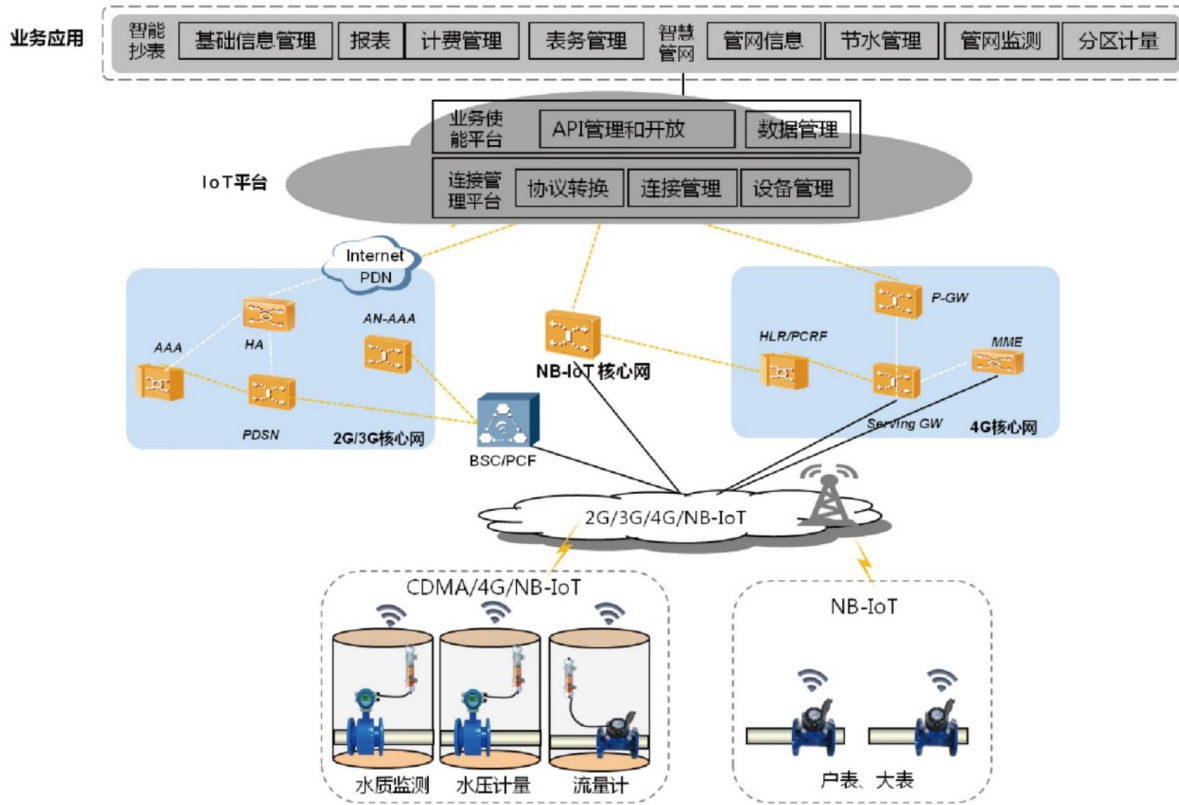 业务应用
智能
抄表
基础信息管理
报表
计费管理
表务管理
智慧
管网
管网信息
节水管理
管网监测
分区计量
业务使
能平台
API管理和开放
数据管理
IoT平台
连接管
理平台
协议转换
连接管理
设备管理
Internet
PDN
AN-AAA
AAA
HA
PDSN
2G/3G核心网
BSC/PCF
NB-IoT 核心网
P-GW
HLR/PCRF
MME
Serving GW
4G核心网
2G/3G/4G/NB-IoT
CDMA/4G/NB-IoT
水质监测
水压计量
流量计
NB-IoT
户表、大表